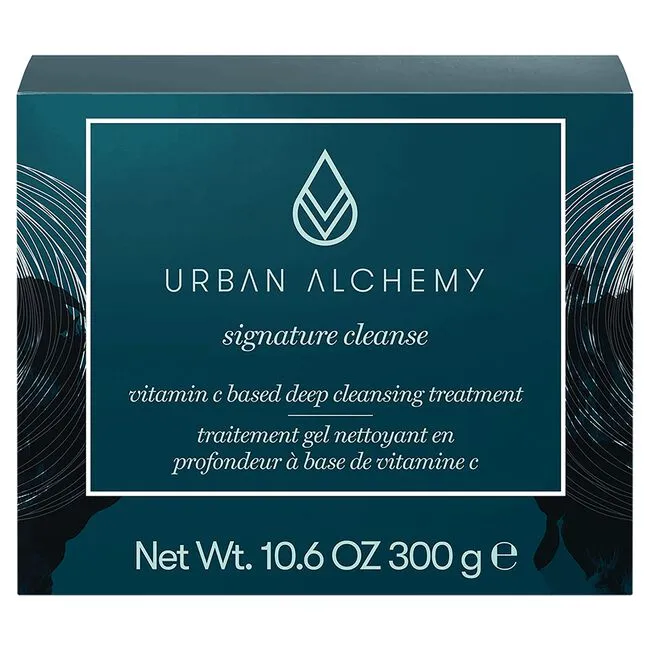 URBAN ALCHEMY
signature cleanse
vitamin c based deep cleansing treatment
traitement gel nettoyant en
profondeur à base de vitamine c
Net Wt. 10.6 OZ 300 g ℮